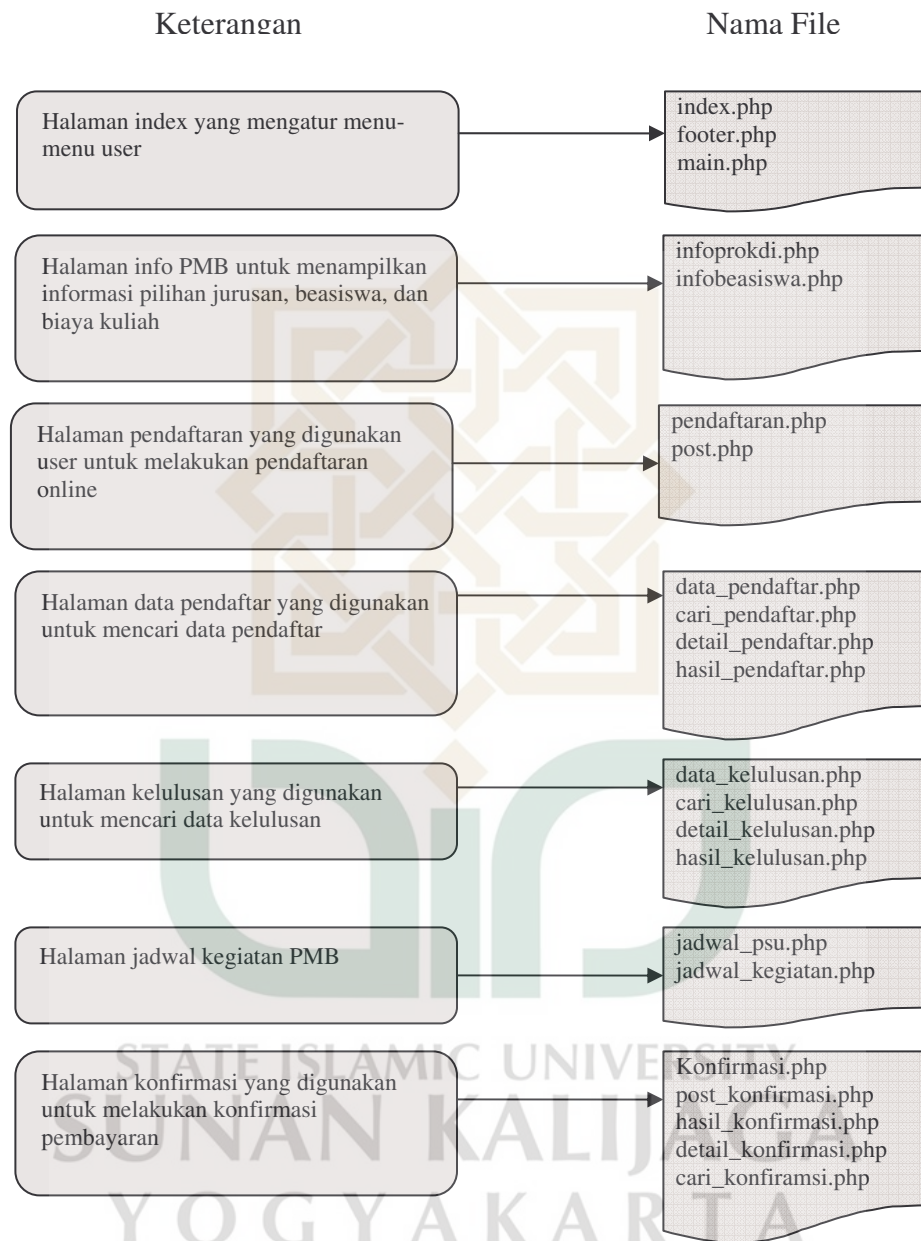 Keterangan
Nama File
Halaman index yang mengatur menu-
menu user
index.php
footer.php
main.php
Halaman info PMB untuk menampilkan
informasi pilihan jurusan, beasiswa, dan
biaya kuliah
infoprokdi.php
infobeasiswa.php
Halaman pendaftaran yang digunakan
user untuk melakukan pendaftaran
online
pendaftaran.php
post.php
Halaman data pendaftar yang digunakan
untuk mencari data pendaftar
data_pendaftar.php
cari_pendaftar.php
detail_pendaftar.php
hasil_pendaftar.php
Halaman kelulusan yang digunakan
untuk mencari data kelulusan
data_kelulusan.php
cari_kelulusan.php
detail_kelulusan.php
hasil_kelulusan.php
Halaman jadwal kegiatan PMB
jadwal_psu.php
jadwal_kegiatan.php
Halaman konfirmasi yang digunakan
untuk melakukan konfirmasi
pembayaran
Konfirmasi.php
post_konfirmasi.php
hasil_konfirmasi.php
detail_konfirmasi.php
cari_konfiramsi.php
STATE ISLAMIC UNIVERSITY
SUNAN KALIJAGA
YOGYAKARTA